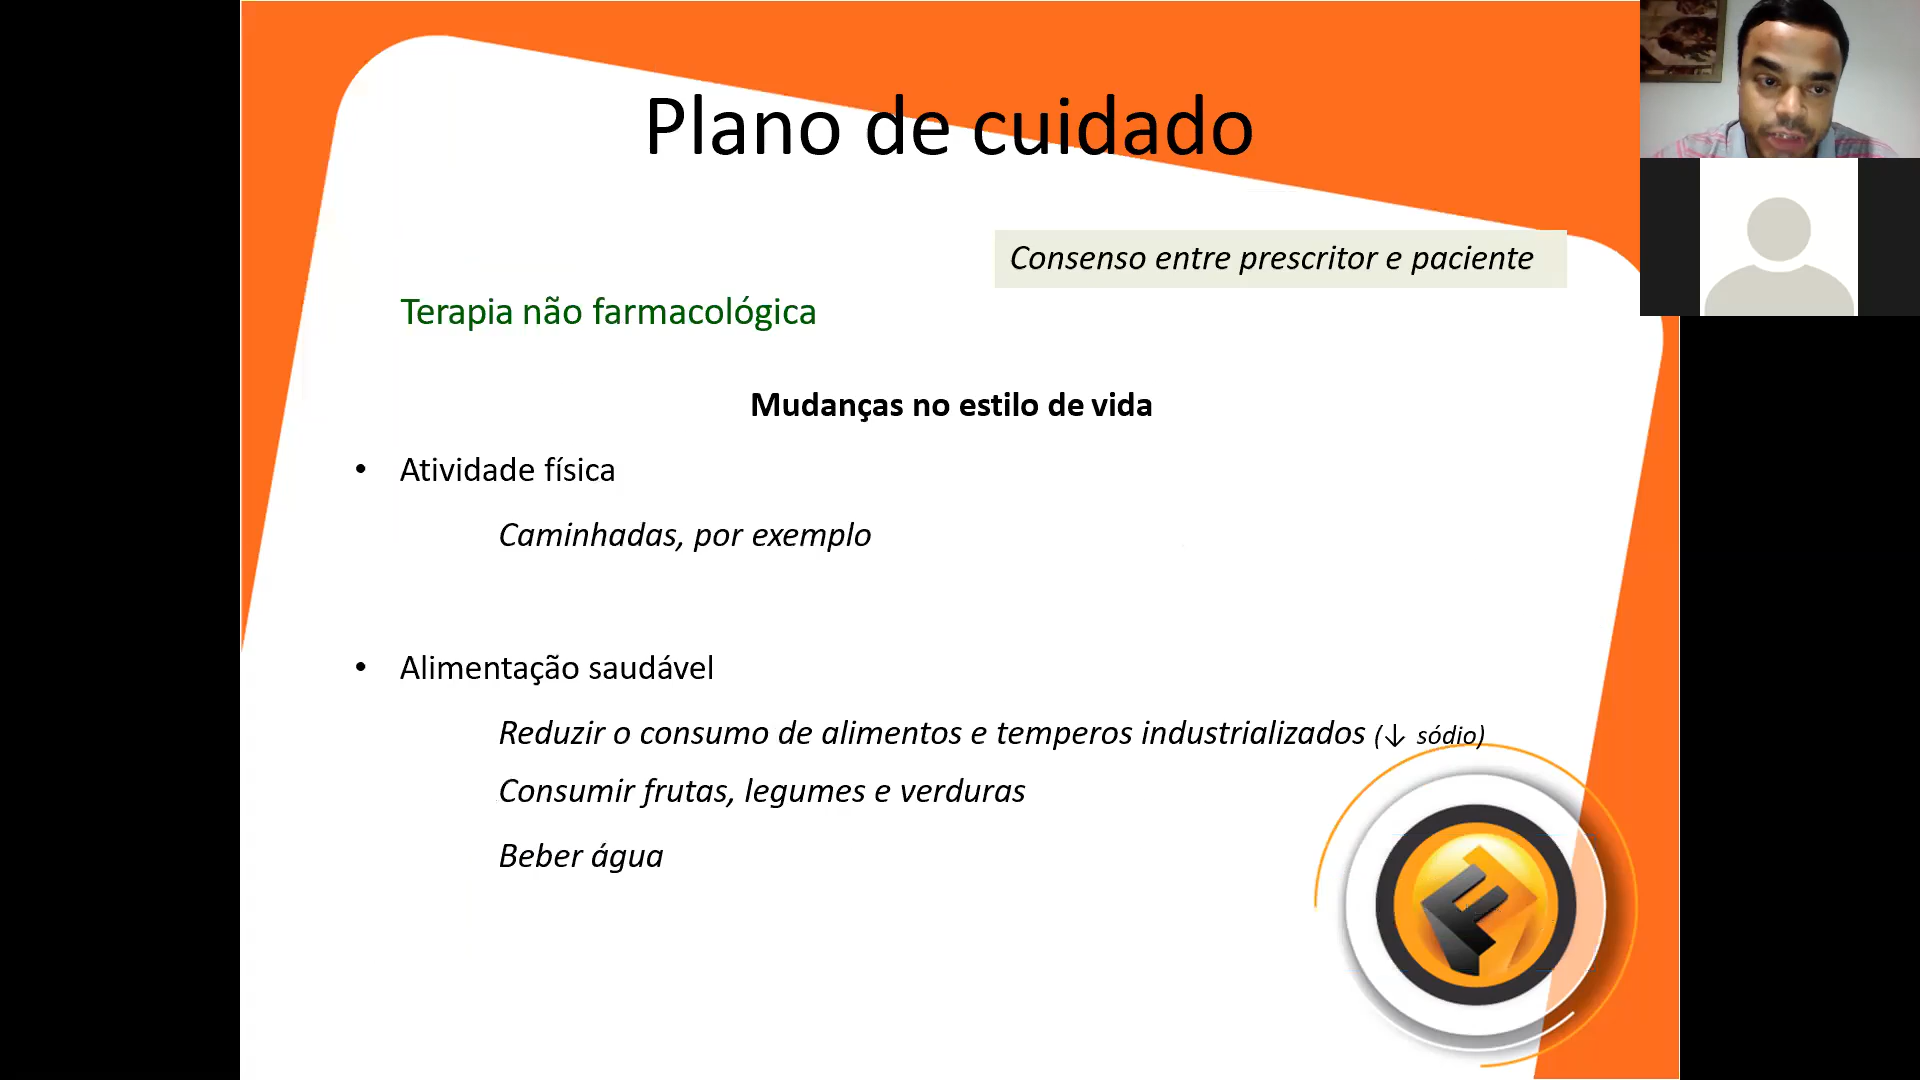 Plano de cuidado
Consenso entre prescritor e paciente
Terapia não farmacológica
Mudanças no estilo de vida
• Atividade física
Caminhadas, por exemplo
• Alimentação saudável
Reduzir o consumo de alimentos e temperos industrializados (↓ sódio)
Consumir frutas, legumes e verduras
Beber água